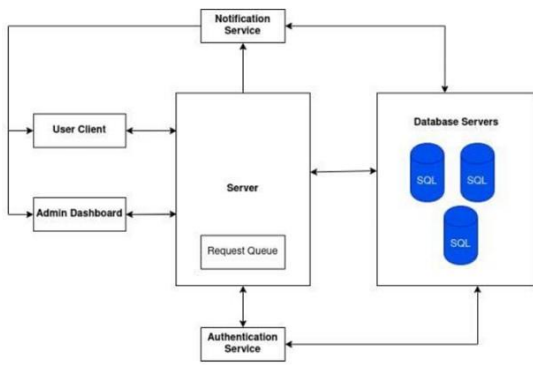 Notification
Service
User Client
Database Servers
SQL
SQL
Server
Admin Dashboard
SQL
Request Queue
Authentication
Service